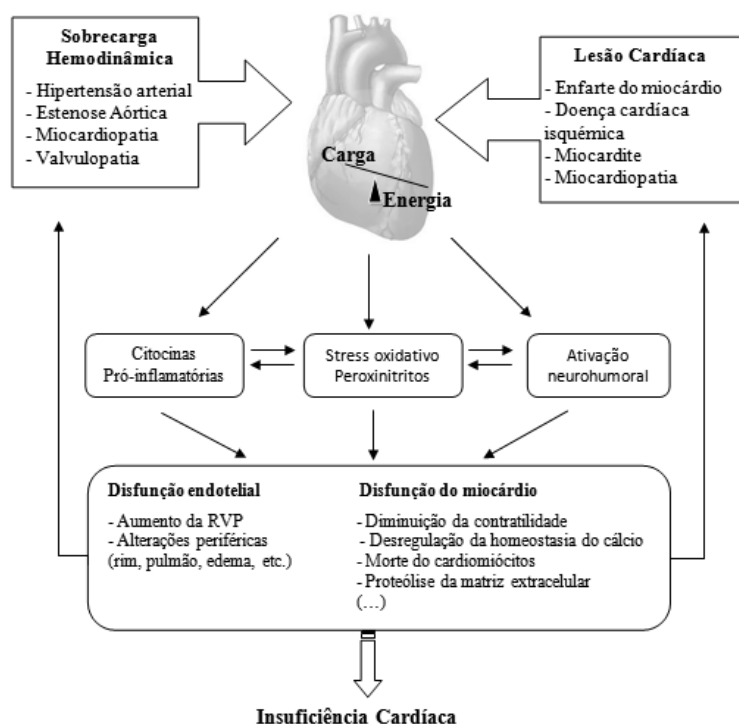 Sobrecarga
Hemodinâmica
- Hipertensão arterial
- Estenose Aórtica
- Miocardiopatia
- Valvulopatia
Lesão Cardíaca
- Enfarte do miocárdio
- Doença cardíaca
isquémica
- Miocardite
- Miocardiopatia
Carga
Energia
Citocinas
Pró-inflamatórias
Stress oxidativo
Peroxinitritos
Ativação
neurohumoral
Disfunção endotelial
- Aumento da RVP
- Alterações periféricas
(rim, pulmão, edema, etc.)
Disfunção do miocárdio
- Diminuição da contratilidade
- Desregulação da homeostasia do cálcio
- Morte do cardiomiócitos
- Proteólise da matriz extracelular
(…)
Insuficiência Cardíaca